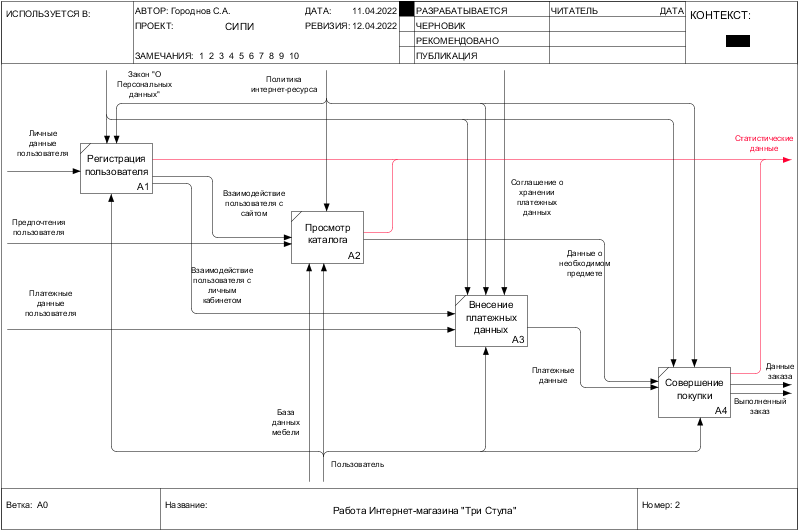 ИСПОЛЬЗУЕТСЯ В:
АВТОР: Городнов С.А.
ДАТА: 11.04.2022
ПРОЕКТ: СИПИ
РЕВИЗИЯ: 12.04.2022
ЗАМЕЧАНИЯ: 1 2 3 4 5 6 7 8 9 10
РАЗРАБАТЫВАЕТСЯ
ЧЕРНОВИК
РЕКОМЕНДОВАНО
ПУБЛИКАЦИЯ
ЧИТАТЕЛЬ
ДАТА
КОНТЕКСТ:
Закон "О
Персональных
данных"
Политика
интернет-ресурса
Личные
данные
пользователя
Регистрация
пользователя
A1
Статистические
данные
Взаимодействие
пользователя с
сайтом
Соглашение о
хранении
платежных
данных
Предпочтения
пользователя
Просмотр
каталога
A2
Данные о
необходимом
предмете
Взаимодействие
пользователя с
личным
кабинетом
Платежные
данные
пользователя
Внесение
платежных
данных
A3
Платежные
данные
Совершение
покупки
A4
Данные
заказа
Выполненный
заказ
База
данных
мебели
Пользователь
Ветка: A0
Название:
Работа Интернет-магазина "Три Стула"
Номер: 2